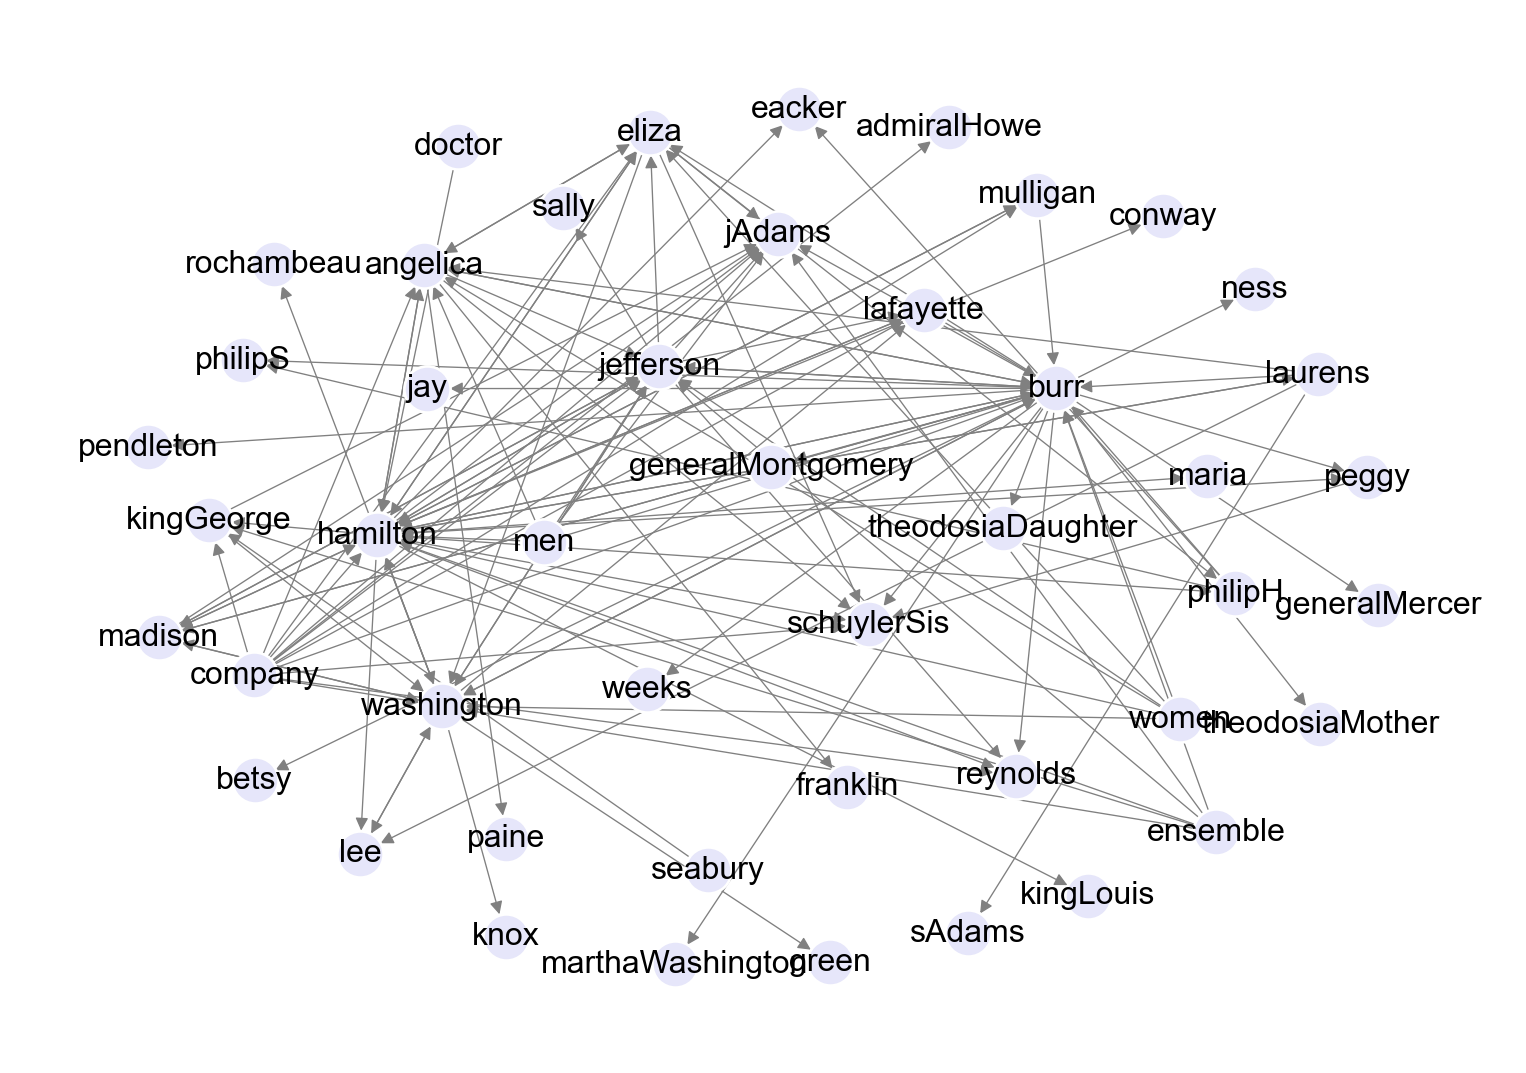 eacker
admiralHowe
eliza
doctor
mulligan
sally
conway
jAdams
rochambeau
angelica
ness
lafayette
philipS
jefferson
laurens
jay
burr
pendleton
generalMontgomery
maria
peggy
kingGeorge
theodosiaDaughter
hamilton
men
philipH
generalMercer
schuylerSis
madison
company
weeks
washington
women
theodosiaMother
betsy
franklin
reynolds
ensemble
paine
lee
seabury
kingLouis
knox
sAdams
marthaWashington
green